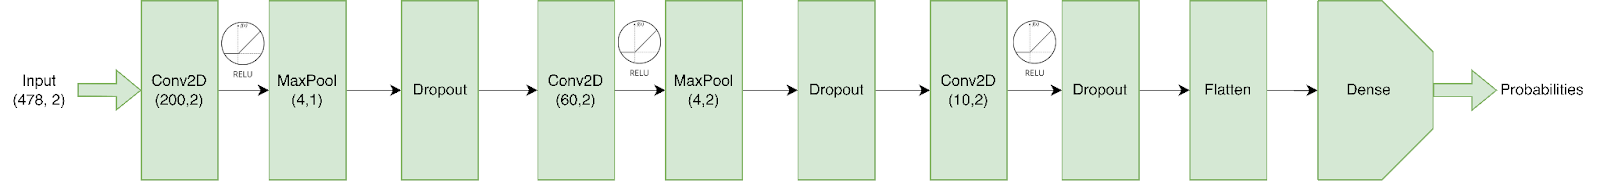 Input
(478, 2)
Conv2D
(200,2)
RELU
MaxPool
(4,1)
Dropout
Conv2D
(60,2)
RELU
MaxPool
(4,2)
Dropout
Conv2D
(10,2)
RELU
Dropout
Flatten
Dense
Probabilities